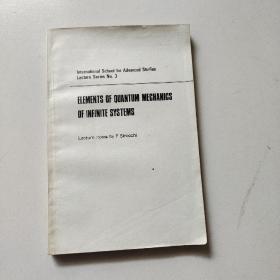 International School for Advanced Studies
Lecture Series No. 3
ELEMENTS OF QUANTUM MECHANICS
OF INFINITE SYSTEMS
Lecture notes by F Strocchi